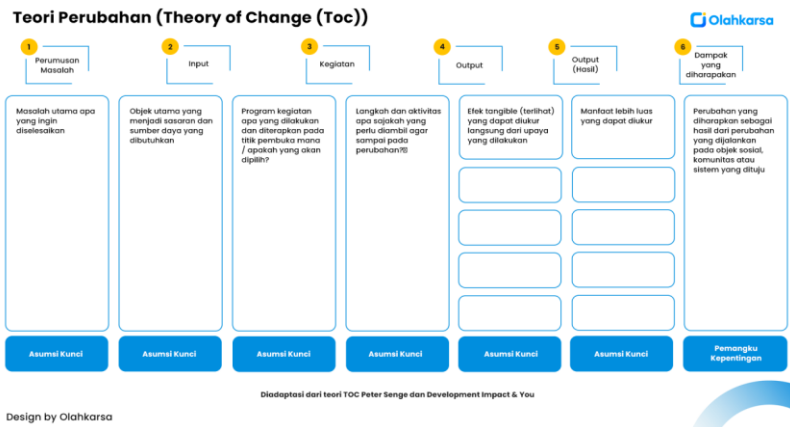 Teori Perubahan (Theory of Change (Toc))
Olahkarsa
1
Perumusan
Masalah
2
Input
3
Kegiatan
4
Output
5
Output
(Hasil)
6
Dampak
yang
diharapakan
Masalah utama apa
yang ingin
diselesaikan
Objek utama yang
menjadi sasaran dan
sumber daya yang
dibutuhkan
Program kegiatan
apa yang dilakukan
dan diterapkan pada
titik pembuka mana
/ apakah yang akan
dipilih?
Langkah dan aktivitas
apa sajakah yang
perlu diambil agar
sampai pada
perubahan?
Efek tangible (terlihat)
yang dapat diukur
langsung dari upaya
yang dilakukan
Manfaat lebih luas
yang dapat diukur
Perubahan yang
diharapkan sebagai
hasil dari perubahan
yang dijalankan
pada objek sosial,
komunitas atau
sistem yang dituju
Asumsi Kunci
Asumsi Kunci
Asumsi Kunci
Asumsi Kunci
Asumsi Kunci
Asumsi Kunci
Pemangku
Kepentingan
Diadaptasi dari teori TOC Peter Senge dan Development Impact & You
Design by Olahkarsa